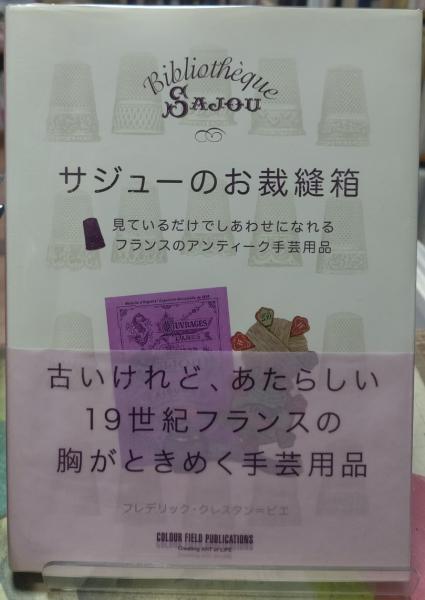 Bibliothèque
SAJOU
サジューのお裁縫箱
見ているだけでしあわせになれる
フランスのアンティーク手芸用品
OUVRAGES
DAMES
古いけれど、あたらしい
19世紀フランスの
胸がときめく手芸用品
フレデリック・クレスタン=ビエ
COLOUR FIELD PUBLICATIONS
Creating ART of LIFE